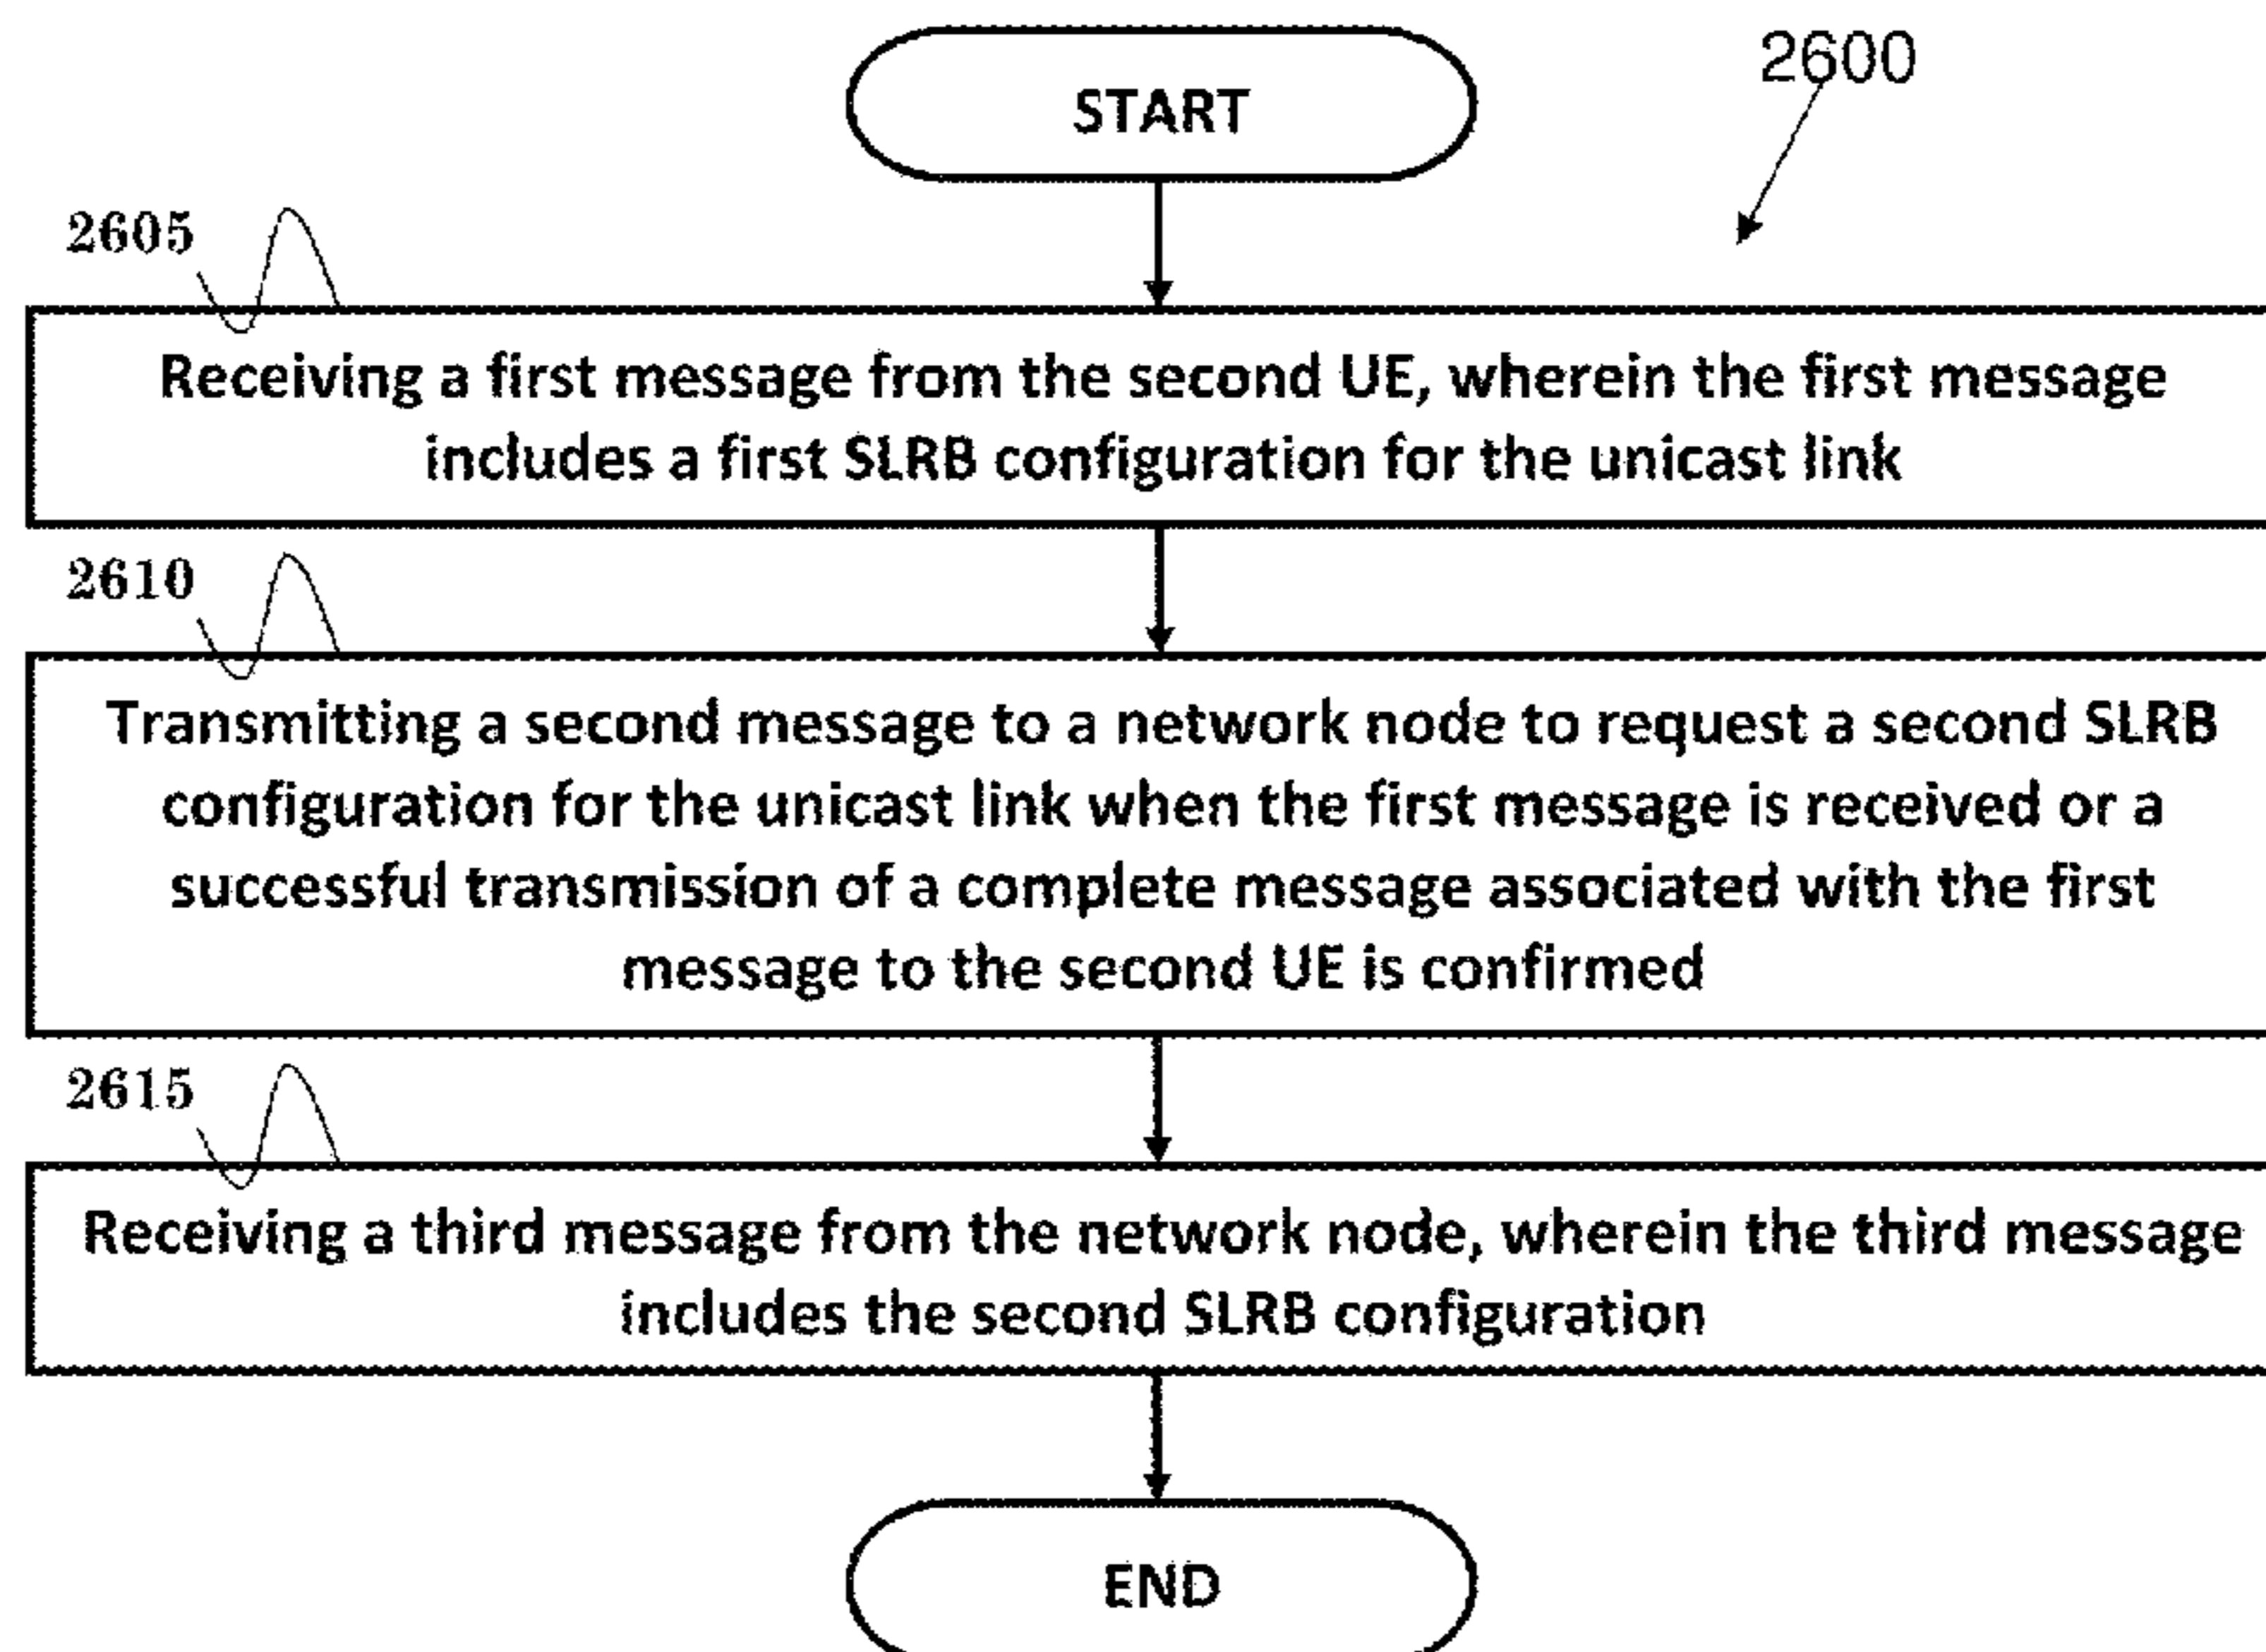 START
2600
2605
Receiving a first message from the second UE, wherein the first message
includes a first SLRB configuration for the unicast link
2610
Transmitting a second message to a network node to request a second SLRB
configuration for the unicast link when the first message is received or a
successful transmission of a complete message associated with the first
message to the second UE is confirmed
2615
Receiving a third message from the network node, wherein the third message
includes the second SLRB configuration
END